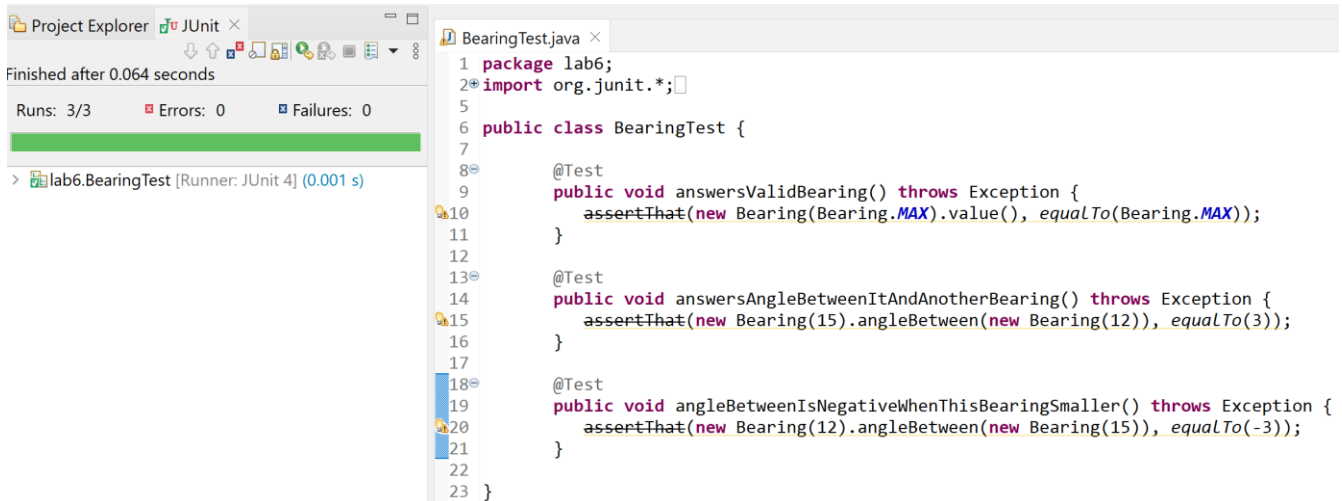 Project Explorer JUnit
Finished after 0.064 seconds
Runs: 3/3 Errors: 0 Failures: 0
lab6.BearingTest [Runner: JUnit 4] (0.001 s)
BearingTest.java
1 package lab6;
2 import org.junit.*;
5
6 public class BearingTest {
7
8 @Test
9 public void answersValidBearing() throws Exception {
10 assertThat(new Bearing(Bearing.MAX).value(), equalTo(Bearing.MAX));
11 }
12
13 @Test
14 public void answersAngleBetweenItAndAnotherBearing() throws Exception {
15 assertThat(new Bearing(15).angleBetween(new Bearing(12)), equalTo(3));
16 }
17
18 @Test
19 public void angleBetweenIsNegativeWhenThisBearingSmaller() throws Exception {
20 assertThat(new Bearing(12).angleBetween(new Bearing(15)), equalTo(-3));
21 }
22
23 }